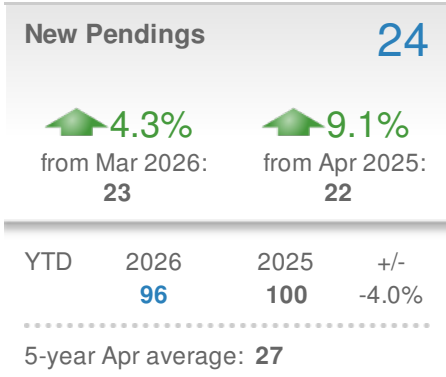 New Pendings 24
4.3% 9.1%
from Mar 2026: from Apr 2025:
23 22
YTD 2026 2025 +/-
96 100 -4.0%
5-year Apr average: 27